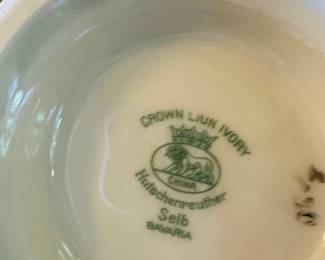 CROWN LION IVORY
CHINA
Hutschenreuther
Selb
BAVARIA